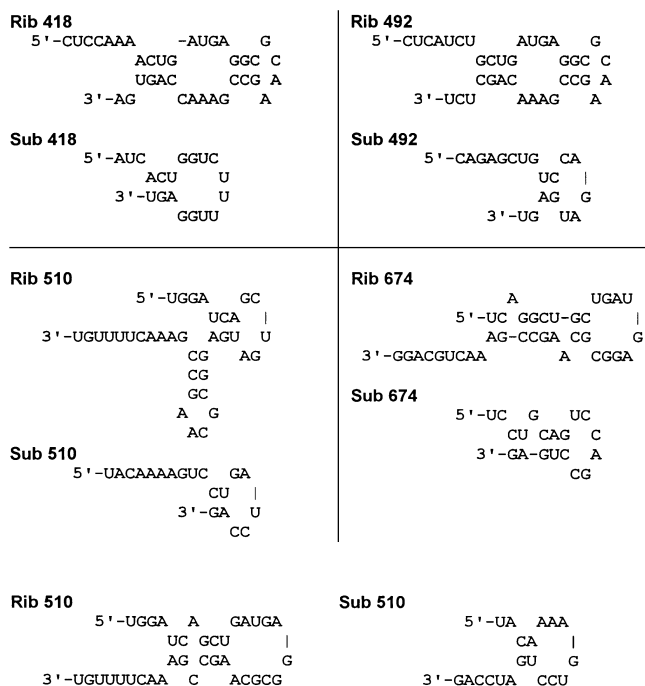 Rib 418
5'-CUCCAAA -AUGA G
ACUG GGC C
UGAC CCG A
3'-AG CAAAG A
Sub 418
5'-AUC GGUC
ACU U
3'-UGA U
GGUU
Rib 492
5'-CUCAUCU AUGA G
GCUG GGC C
CGAC CCG A
3'-UCU AAAG A
Sub 492
5'-CAGAGCUG CA
UC |
AG G
3'-UG UA
Rib 510
5'-UGGA GC
UCA |
3'-UGUUUUCAAAG AGU U
CG AG
CG
GC
A G
AC
Sub 510
5'-UACAAAAGUC GA
CU |
3'-GA U
CC
Rib 674
A UGAU
5'-UC GGCU-GC |
AG-CCGA CG G
3'-GGACGUCAA A CGGA
Sub 674
5'-UC G UC
CU CAG C
3'-GA-GUC A
CG
Rib 510
5'-UGGA A GAUGA
UC GCU |
AG CGA G
3'-UGUUUUCAA C ACGCG
Sub 510
5'-UA AAA
CA |
GU G
3'-GACCUA CCU